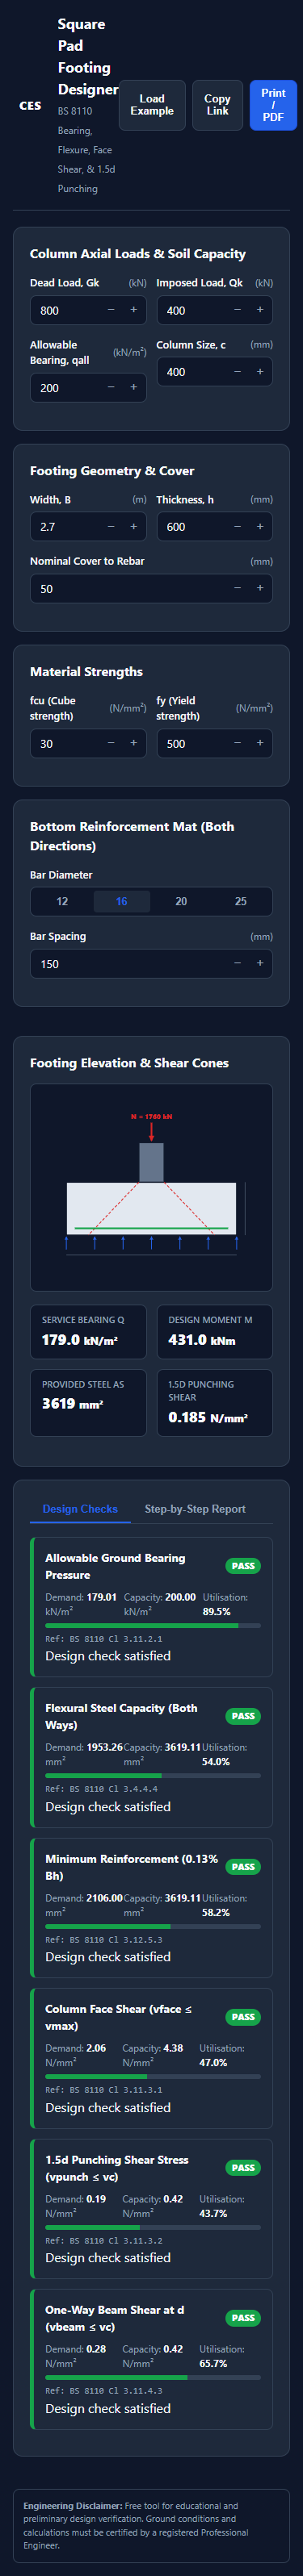 CES
Square
Pad
Footing
Designer
BS 8110
Bearing,
Flexure, Face
Shear, & 1.5d
Punching
Load
Example
Copy
Link
Print
/
PDF
Column Axial Loads & Soil Capacity
Dead Load, Gk (kN)
Imposed Load, Qk (kN)
800 − +
400 − +
Allowable
Bearing, qall (kN/m²)
Column Size, c (mm)
200 − +
400 − +
Footing Geometry & Cover
Width, B (m)
Thickness, h (mm)
2.7 − +
600 − +
Nominal Cover to Rebar (mm)
50 − +
Material Strengths
fcu (Cube
strength) (N/mm²)
fy (Yield
strength) (N/mm²)
30 − +
500 − +
Bottom Reinforcement Mat (Both
Directions)
Bar Diameter
12 16 20 25
Bar Spacing (mm)
150 − +
Footing Elevation & Shear Cones
N = 1760 kN
SERVICE BEARING Q
179.0 kN/m²
DESIGN MOMENT M
431.0 kNm
PROVIDED STEEL AS
3619 mm²
1.5D PUNCHING
SHEAR
0.185 N/mm²
Design Checks Step-by-Step Report
Allowable Ground Bearing
Pressure
PASS
Demand: 179.01 Capacity: 200.00 Utilisation:
kN/m² kN/m² 89.5%
Ref: BS 8110 Cl 3.11.2.1
Design check satisfied
Flexural Steel Capacity (Both
Ways)
PASS
Demand: 1953.26 Capacity: 3619.11 Utilisation:
mm² mm² 54.0%
Ref: BS 8110 Cl 3.4.4.4
Design check satisfied
Minimum Reinforcement (0.13%
Bh)
PASS
Demand: 2106.00 Capacity: 3619.11 Utilisation:
mm² mm² 58.2%
Ref: BS 8110 Cl 3.12.5.3
Design check satisfied
Column Face Shear (vface ≤
vmax)
PASS
Demand: 2.06 Capacity: 4.38 Utilisation:
N/mm² N/mm² 47.0%
Ref: BS 8110 Cl 3.11.3.1
Design check satisfied
1.5d Punching Shear Stress
(vpunch ≤ vc)
PASS
Demand: 0.19 Capacity: 0.42 Utilisation:
N/mm² N/mm² 43.7%
Ref: BS 8110 Cl 3.11.3.2
Design check satisfied
One-Way Beam Shear at d
(vbeam ≤ vc)
PASS
Demand: 0.28 Capacity: 0.42 Utilisation:
N/mm² N/mm² 65.7%
Ref: BS 8110 Cl 3.11.4.3
Design check satisfied
Engineering Disclaimer: Free tool for educational and
preliminary design verification. Ground conditions and
calculations must be certified by a registered Professional
Engineer.